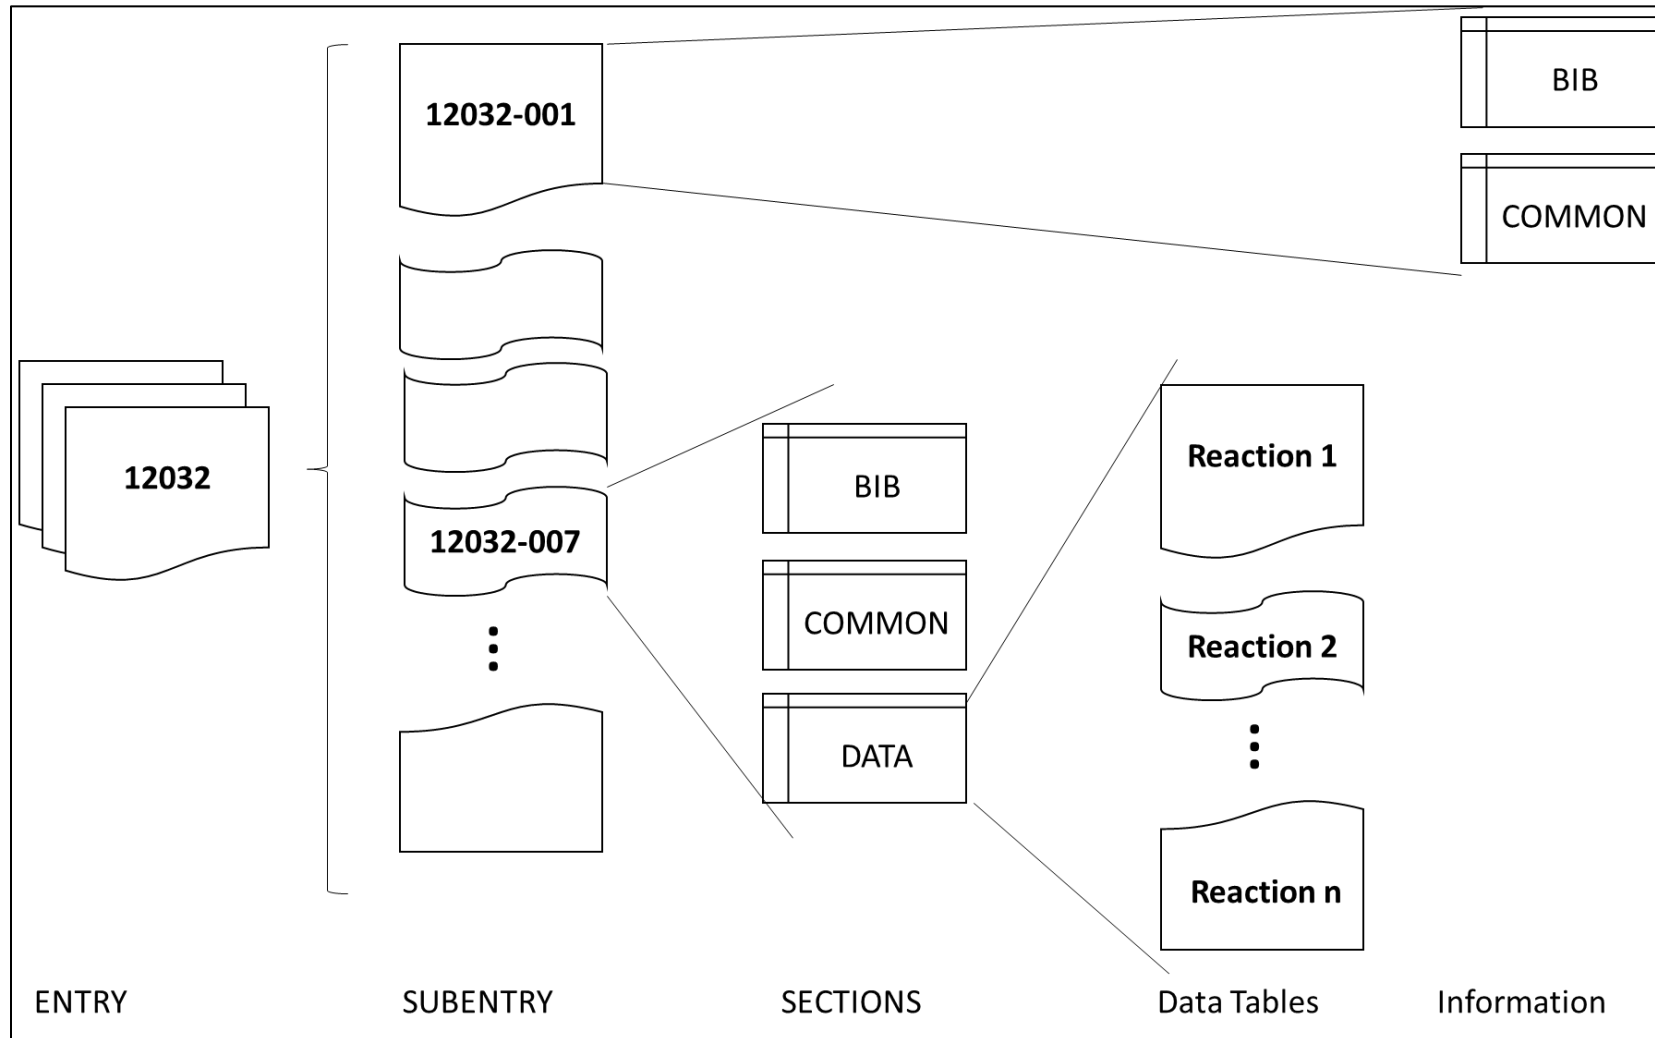 12032
12032-001
12032-007
BIB
COMMON
DATA
Reaction 1
Reaction 2
Reaction n
BIB
COMMON
ENTRY
SUBENTRY
SECTIONS
Data Tables
Information